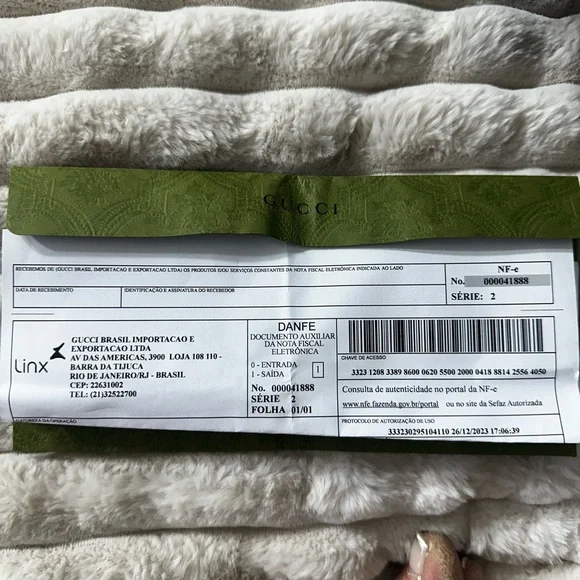 GUCCI
RECEBEMOS DE (GUCCI BRASIL IMPORTACAO E EXPORTACAO LTDA) OS PRODUTOS E/OU SERVIÇOS CONSTANTES DA NOTA FISCAL ELETRÔNICA INDICADA AO LADO
NF-e
No. 000041888
SÉRIE: 2
DATA DE RECEBIMENTO
IDENTIFICAÇÃO E ASSINATURA DO RECEBEDOR
Linx
GUCCI BRASIL IMPORTACAO E
EXPORTACAO LTDA
AV DAS AMERICAS, 3900 LOJA 108 110 -
BARRA DA TIJUCA
RIO DE JANEIRO/RJ - BRASIL
CEP: 22631002
TEL: (21)32522700
DANFE
DOCUMENTO AUXILIAR
DA NOTA FISCAL
ELETRÔNICA
0 - ENTRADA
1 - SAÍDA
1
No. 000041888
SÉRIE 2
FOLHA 01/01
CHAVE DE ACESSO
3323 1208 3389 8600 0620 5500 2000 0418 8814 2556 4050
Consulta de autenticidade no portal da NF-e
www.nfe.fazenda.gov.br/portal ou no site da Sefaz Autorizada
NATUREZA DA OPERAÇÃO
PROTOCOLO DE AUTORIZAÇÃO DE USO
333230295104110 26/12/2023 17:06:39